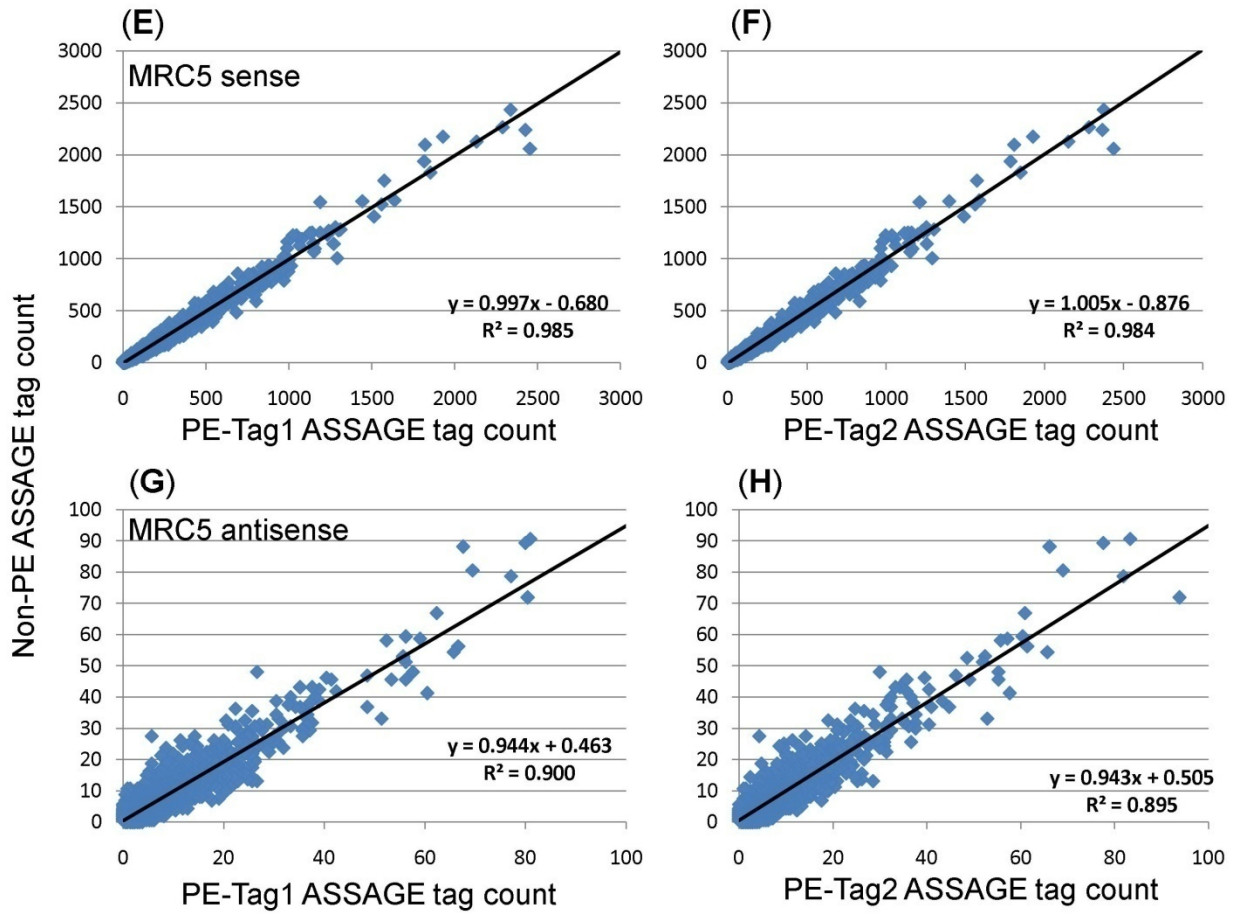 (E)
(F)
Non-PE ASSAGE tag count
3000
2500
2000
1500
1000
500
0
MRC5 sense
y = 0.997x - 0.680
R² = 0.985
0 500 1000 1500 2000 2500 3000
PE-Tag1 ASSAGE tag count
3000
2500
2000
1500
1000
500
0
y = 1.005x - 0.876
R² = 0.984
0 500 1000 1500 2000 2500 3000
PE-Tag2 ASSAGE tag count
(G)
(H)
100
90
80
70
60
50
40
30
20
10
0
MRC5 antisense
y = 0.944x + 0.463
R² = 0.900
0 20 40 60 80 100
PE-Tag1 ASSAGE tag count
100
90
80
70
60
50
40
30
20
10
0
y = 0.943x + 0.505
R² = 0.895
0 20 40 60 80 100
PE-Tag2 ASSAGE tag count